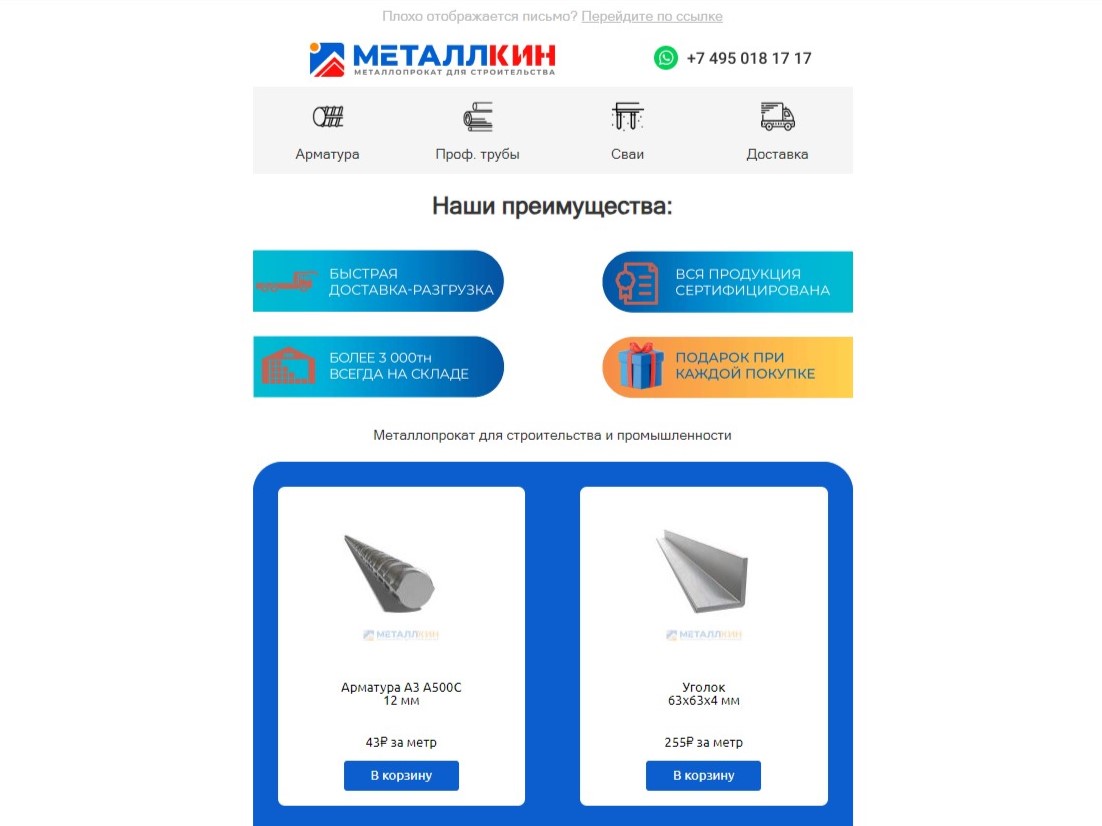 Плохо отображается письмо? Перейдите по ссылке
МЕТАЛЛКИН
МЕТАЛЛОПРОКАТ ДЛЯ СТРОИТЕЛЬСТВА
+7 495 018 17 17
Арматура
Проф. трубы
Сваи
Доставка
Наши преимущества:
БЫСТРАЯ
ДОСТАВКА-РАЗГРУЗКА
ВСЯ ПРОДУКЦИЯ
СЕРТИФИЦИРОВАНА
БОЛЕЕ 3 000тн
ВСЕГДА НА СКЛАДЕ
ПОДАРОК ПРИ
КАЖДОЙ ПОКУПКЕ
Металлопрокат для строительства и промышленности
МЕТАЛЛКИН
Арматура А3 А500С
12 мм
43₽ за метр
В корзину
МЕТАЛЛКИН
Уголок
63х63х4 мм
255₽ за метр
В корзину